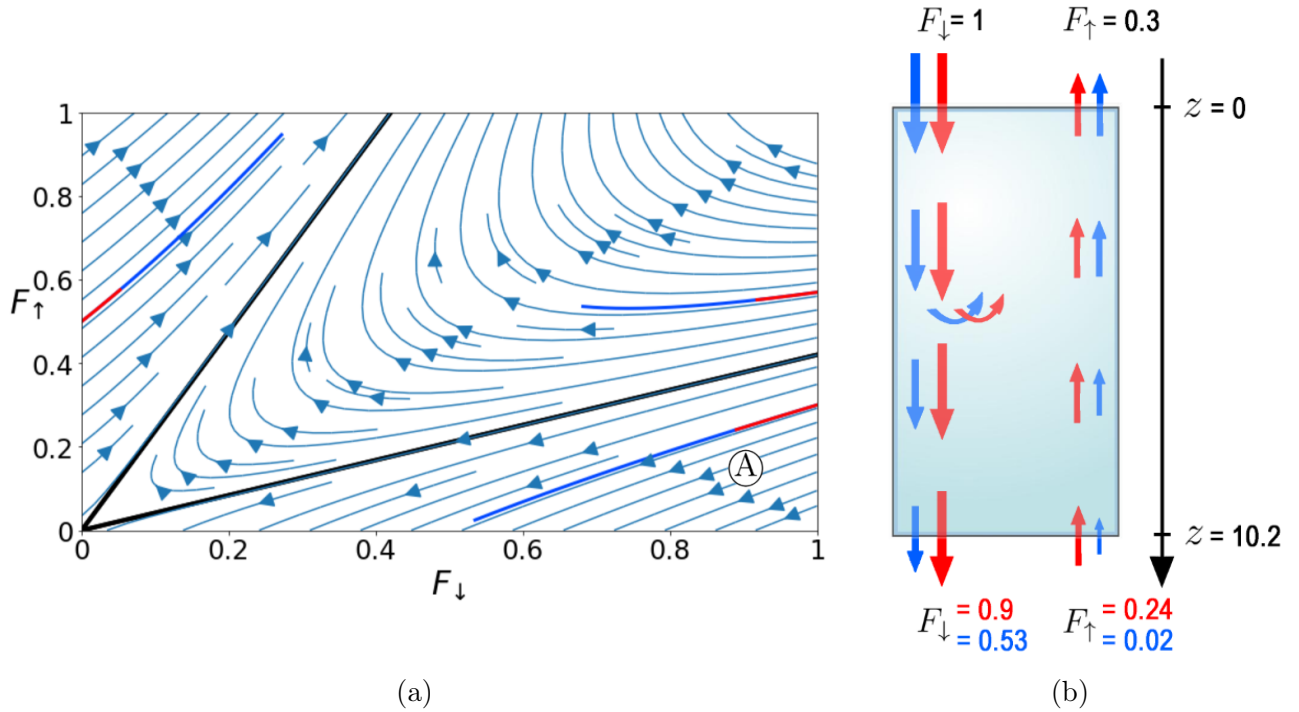 1
0.8
0.6
F↑
0.4
0.2
0
0
0.2
0.4
0.6
0.8
1
F↓
A
(a)
F↓ = 1
F↑ = 0.3
z = 0
z = 10.2
F↓ = 0.9
= 0.53
F↑ = 0.24
= 0.02
(b)